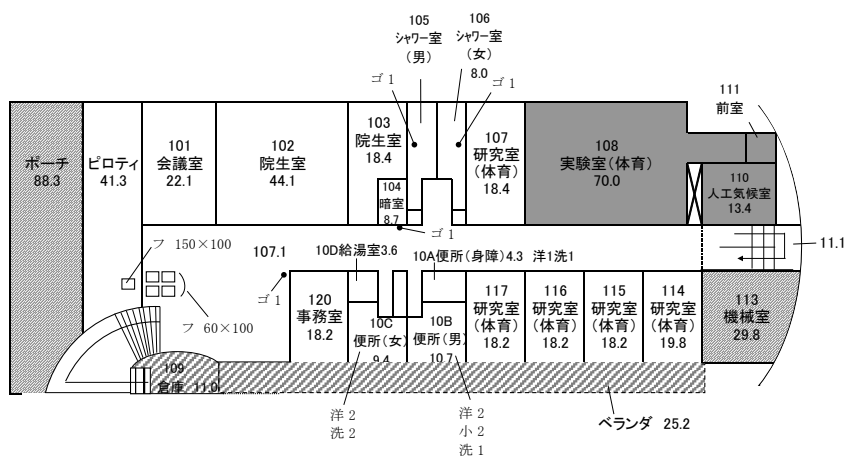 105
シャワー室
（男）
106
シャワー室
（女）
8.0
ゴ 1
ゴ 1
111
前室
ポーチ
88.3
ピロティ
41.3
101
会議室
22.1
102
院生室
44.1
103
院生室
18.4
104
暗室
8.7
107
研究室
（体育）
18.4
108
実験室（体育）
70.0
110
人工気候室
13.4
ゴ 1
フ 150×100
107.1
10D給湯室3.6
10A便所（身障）4.3 洋1洗1
11.1
ゴ 1
フ 60×100
120
事務室
18.2
10C
便所（女）
9.4
10B
便所（男）
10.7
117
研究室
（体育）
18.2
116
研究室
（体育）
18.2
115
研究室
（体育）
18.2
114
研究室
（体育）
19.8
113
機械室
29.8
109
倉庫 11.0
洋 2
洗 2
洋 2
小 2
洗 1
ベランダ 25.2